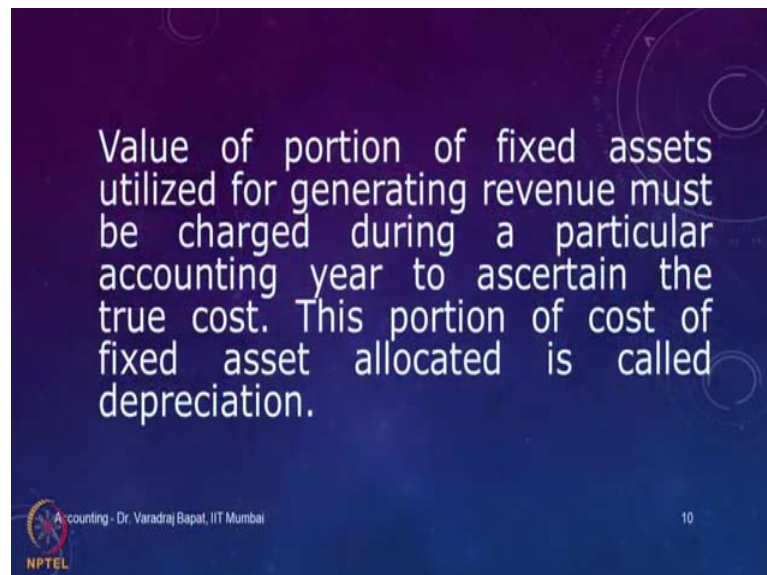 Value of portion of fixed assets
utilized for generating revenue must
be charged during a particular
accounting year to ascertain the
true cost. This portion of cost of
fixed asset allocated is called
depreciation.
Accounting - Dr. Varadraj Bapat, IIT Mumbai
10
NPTEL